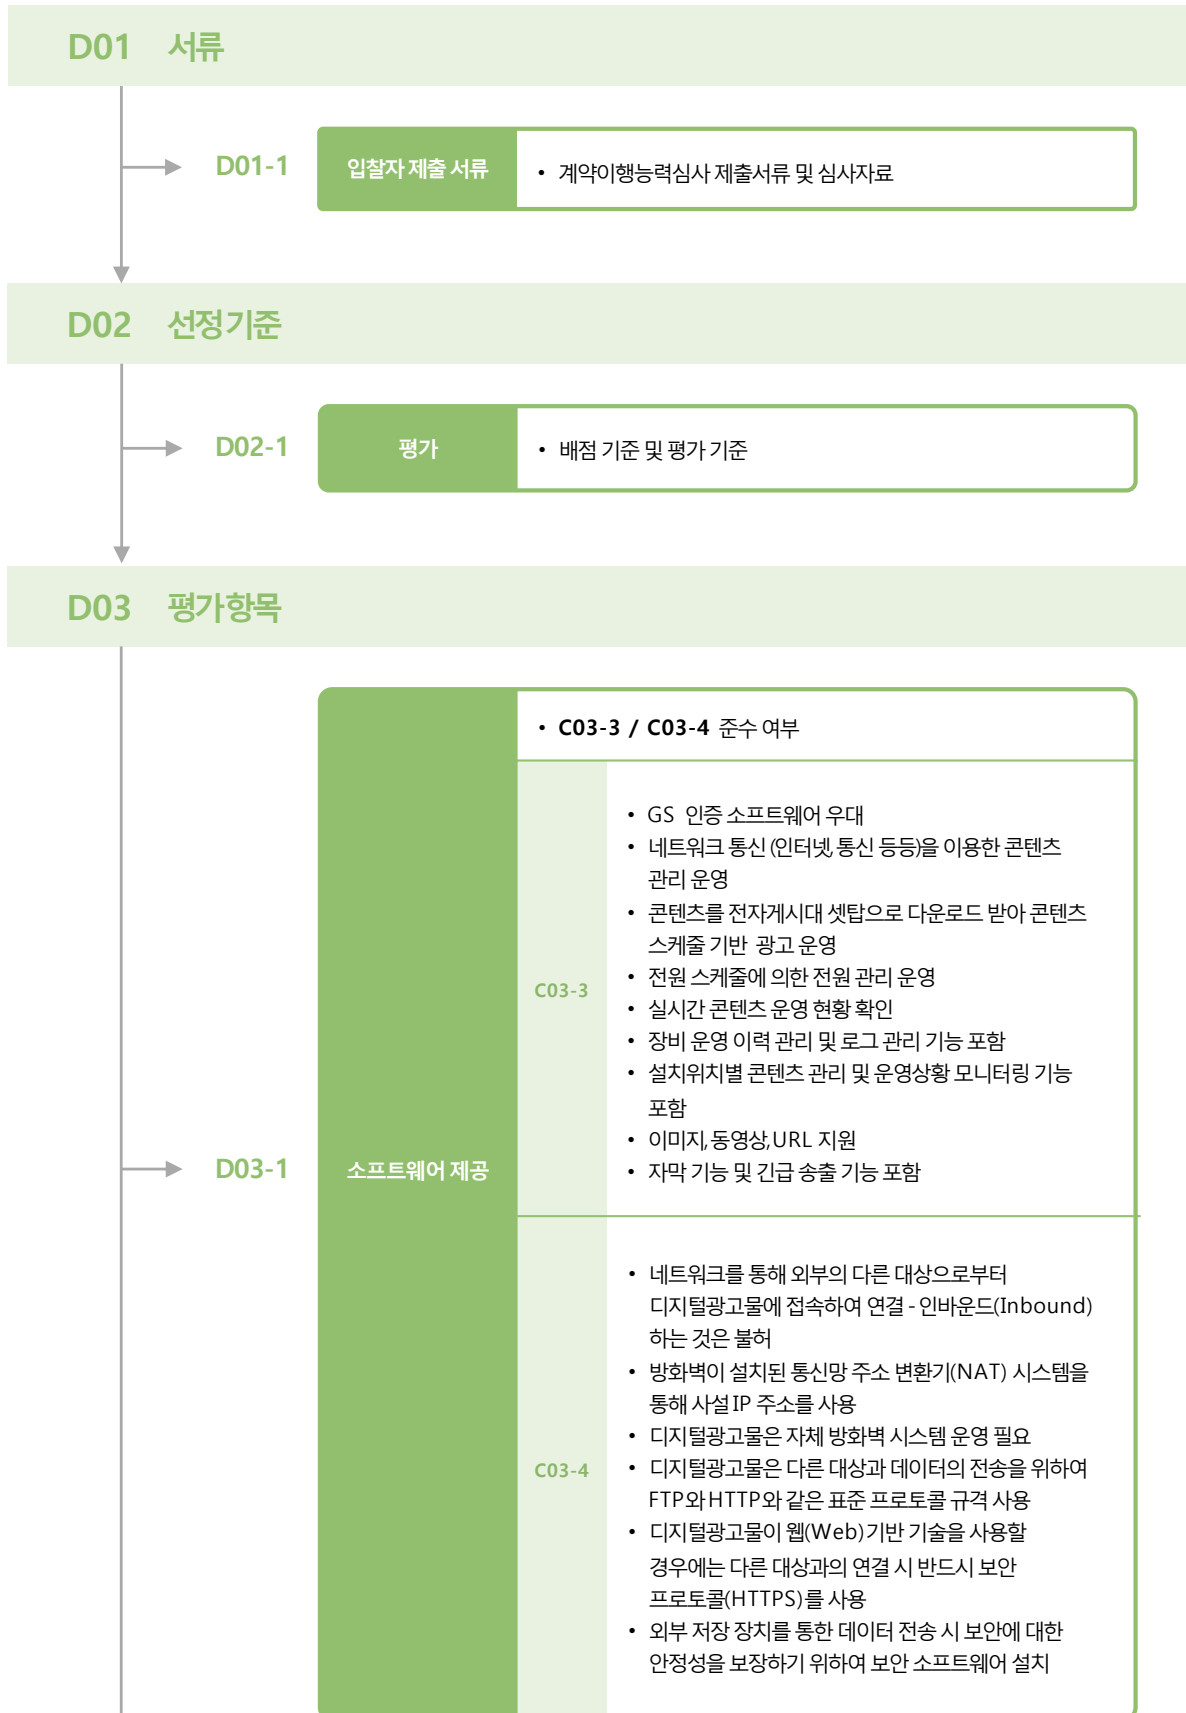 D01 서류
D01-1 입찰자 제출 서류 • 계약이행능력심사 제출서류 및 심사자료
D02 선정기준
D02-1 평가 • 배점 기준 및 평가 기준
D03 평가항목
D03-1 소프트웨어 제공
• C03-3 / C03-4 준수 여부
C03-3
• GS 인증 소프트웨어 우대
• 네트워크 통신 (인터넷, 통신 등등)을 이용한 콘텐츠
관리 운영
• 콘텐츠를 전자게시대 셋탑으로 다운로드 받아 콘텐츠
스케줄 기반 광고 운영
• 전원 스케줄에 의한 전원 관리 운영
• 실시간 콘텐츠 운영 현황 확인
• 장비 운영 이력 관리 및 로그 관리 기능 포함
• 설치위치별 콘텐츠 관리 및 운영상황 모니터링 기능
포함
• 이미지, 동영상, URL 지원
• 자막 기능 및 긴급 송출 기능 포함
C03-4
• 네트워크를 통해 외부의 다른 대상으로부터
디지털광고물에 접속하여 연결 - 인바운드(Inbound)
하는 것은 불허
• 방화벽이 설치된 통신망 주소 변환기(NAT) 시스템을
통해 사설 IP 주소를 사용
• 디지털광고물은 자체 방화벽 시스템 운영 필요
• 디지털광고물은 다른 대상과 데이터의 전송을 위하여
FTP와 HTTP와 같은 표준 프로토콜 규격 사용
• 디지털광고물이 웹(Web) 기반 기술을 사용할
경우에는 다른 대상과의 연결 시 반드시 보안
프로토콜(HTTPS)를 사용
• 외부 저장 장치를 통한 데이터 전송 시 보안에 대한
안정성을 보장하기 위하여 보안 소프트웨어 설치